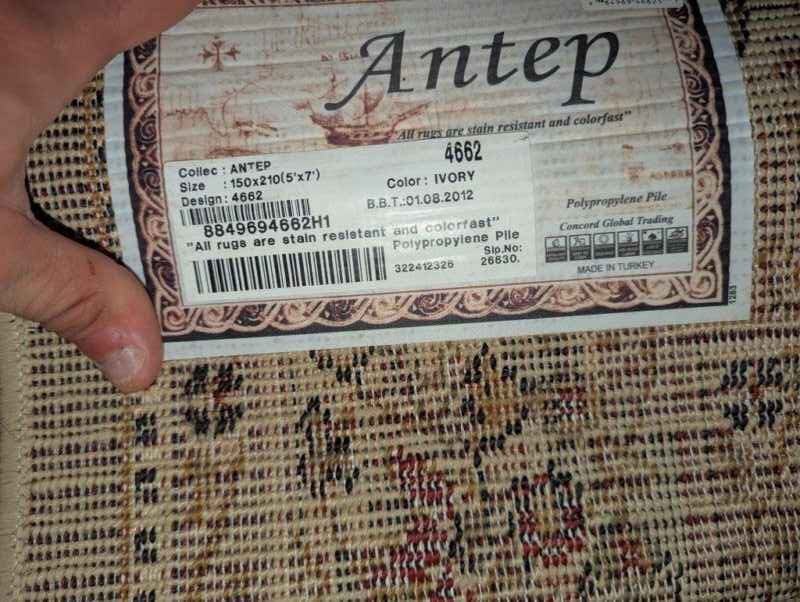 Antep
"All rugs are stain resistant and colorfast"
4662
Collec : ANTEP
Size : 150x210(5'x7') Color : IVORY
Design : 4662 B.B.T.:01.08.2012
8849694662H1
"All rugs are stain resistant and colorfast"
Polypropylene Pile
Sip.No:
322412326 26630.
Polypropylene Pile
Concord Global Trading
MADE IN TURKEY
1263